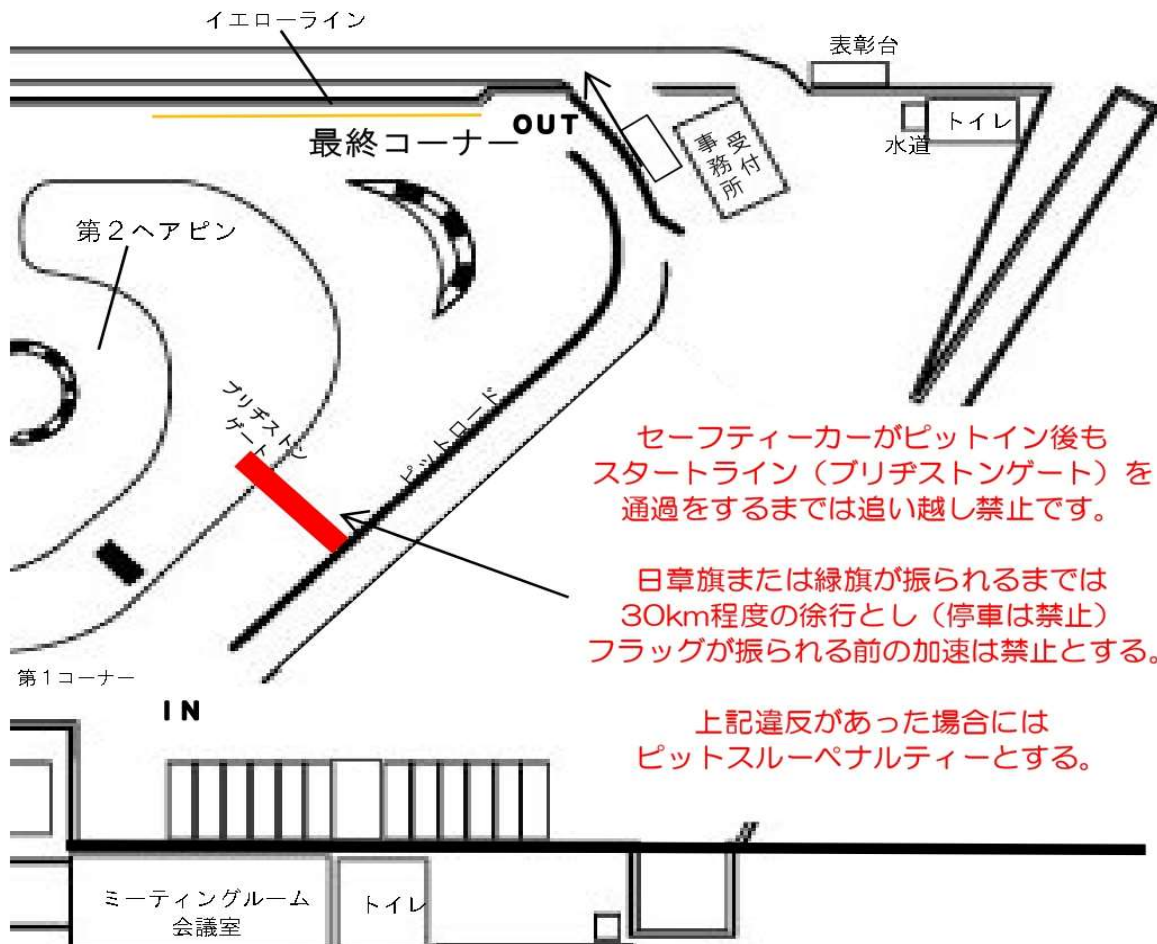 イエローライン
表彰台
OUT
最終コーナー
トイレ
水道
受付
事務所
第2ヘアピン
ブリヂストン
ゲート
ピットロード
セーフティーカーがピットイン後も
スタートライン（ブリヂストンゲート）を
通過をするまでは追い越し禁止です。
日章旗または緑旗が振られるまでは
30km程度の徐行とし（停車は禁止）
フラッグが振られる前の加速は禁止とする。
第1コーナー
IN
上記違反があった場合には
ピットスルーペナルティーとする。
ミーティングルーム
会議室
トイレ